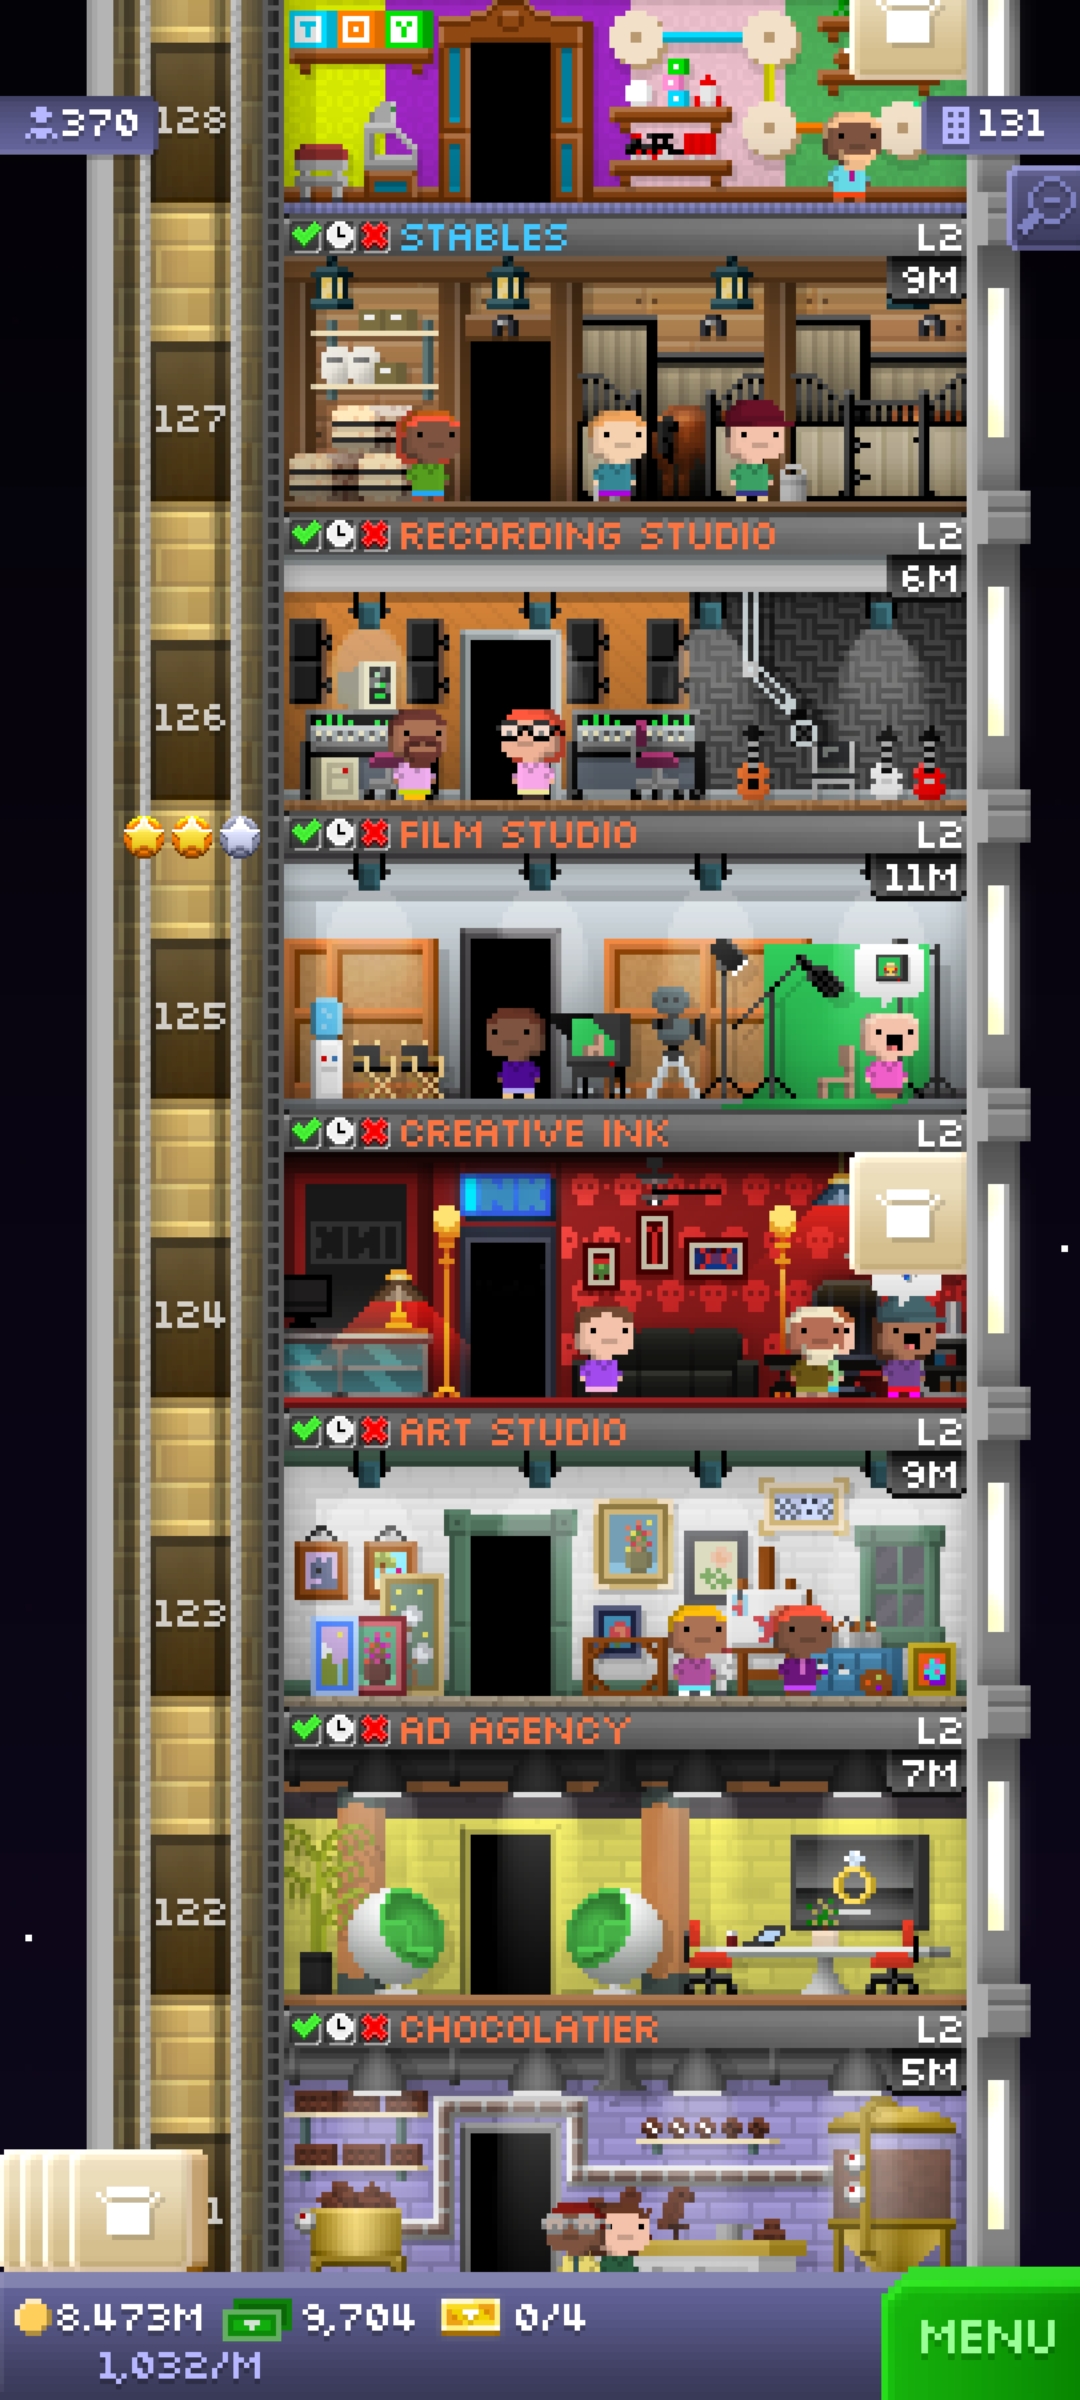 TOY
370
128
131
STABLES L2
9M
127
RECORDING STUDIO L2
6M
126
FILM STUDIO L2
11M
125
CREATIVE INK L2
INK
INK
124
ART STUDIO L2
9M
123
AD AGENCY L2
7M
122
CHOCOLATIER L2
5M
1
8.473M 9,704 0/4
1,032/M
MENU